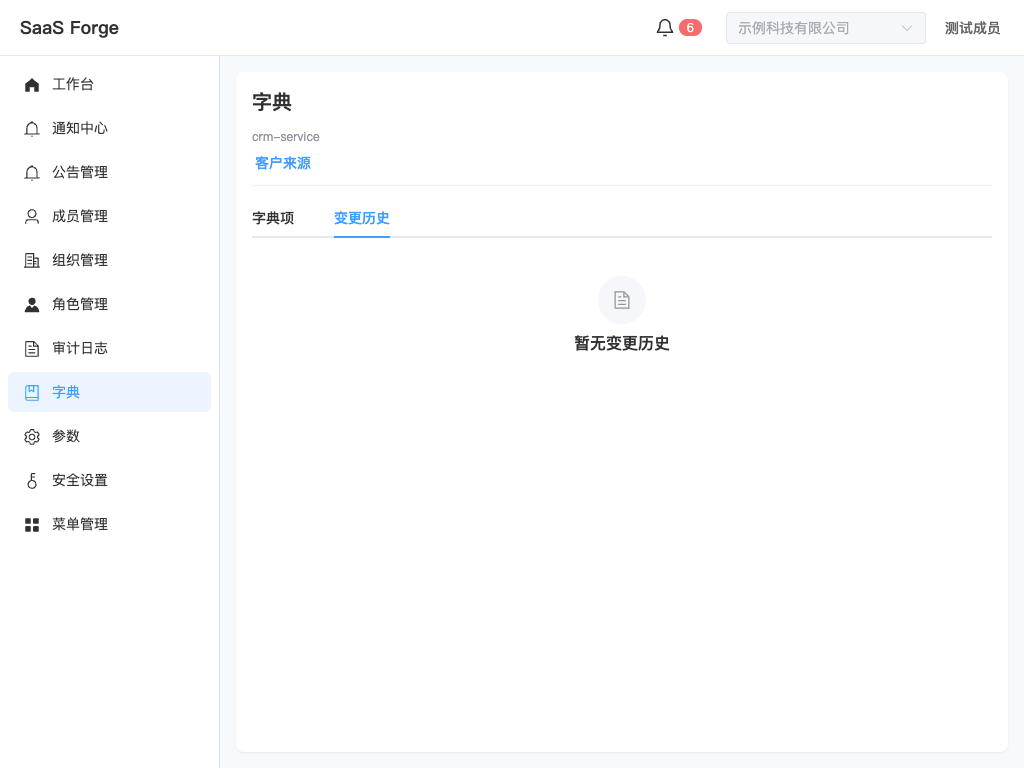 SaaS Forge
6
示例科技有限公司
测试成员
工作台
通知中心
公告管理
成员管理
组织管理
角色管理
审计日志
字典
参数
安全设置
菜单管理
字典
crm-service
客户来源
字典项
变更历史
暂无变更历史